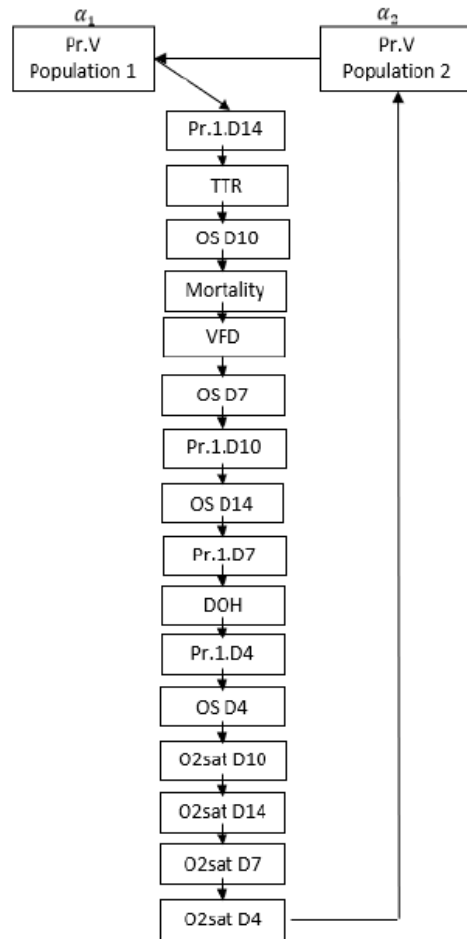 α₁
Pr.V
Population 1
α₂
Pr.V
Population 2
Pr.1.D14
TTR
OS D10
Mortality
VFD
OS D7
Pr.1.D10
OS D14
Pr.1.D7
DOH
Pr.1.D4
OS D4
O2sat D10
O2sat D14
O2sat D7
O2sat D4